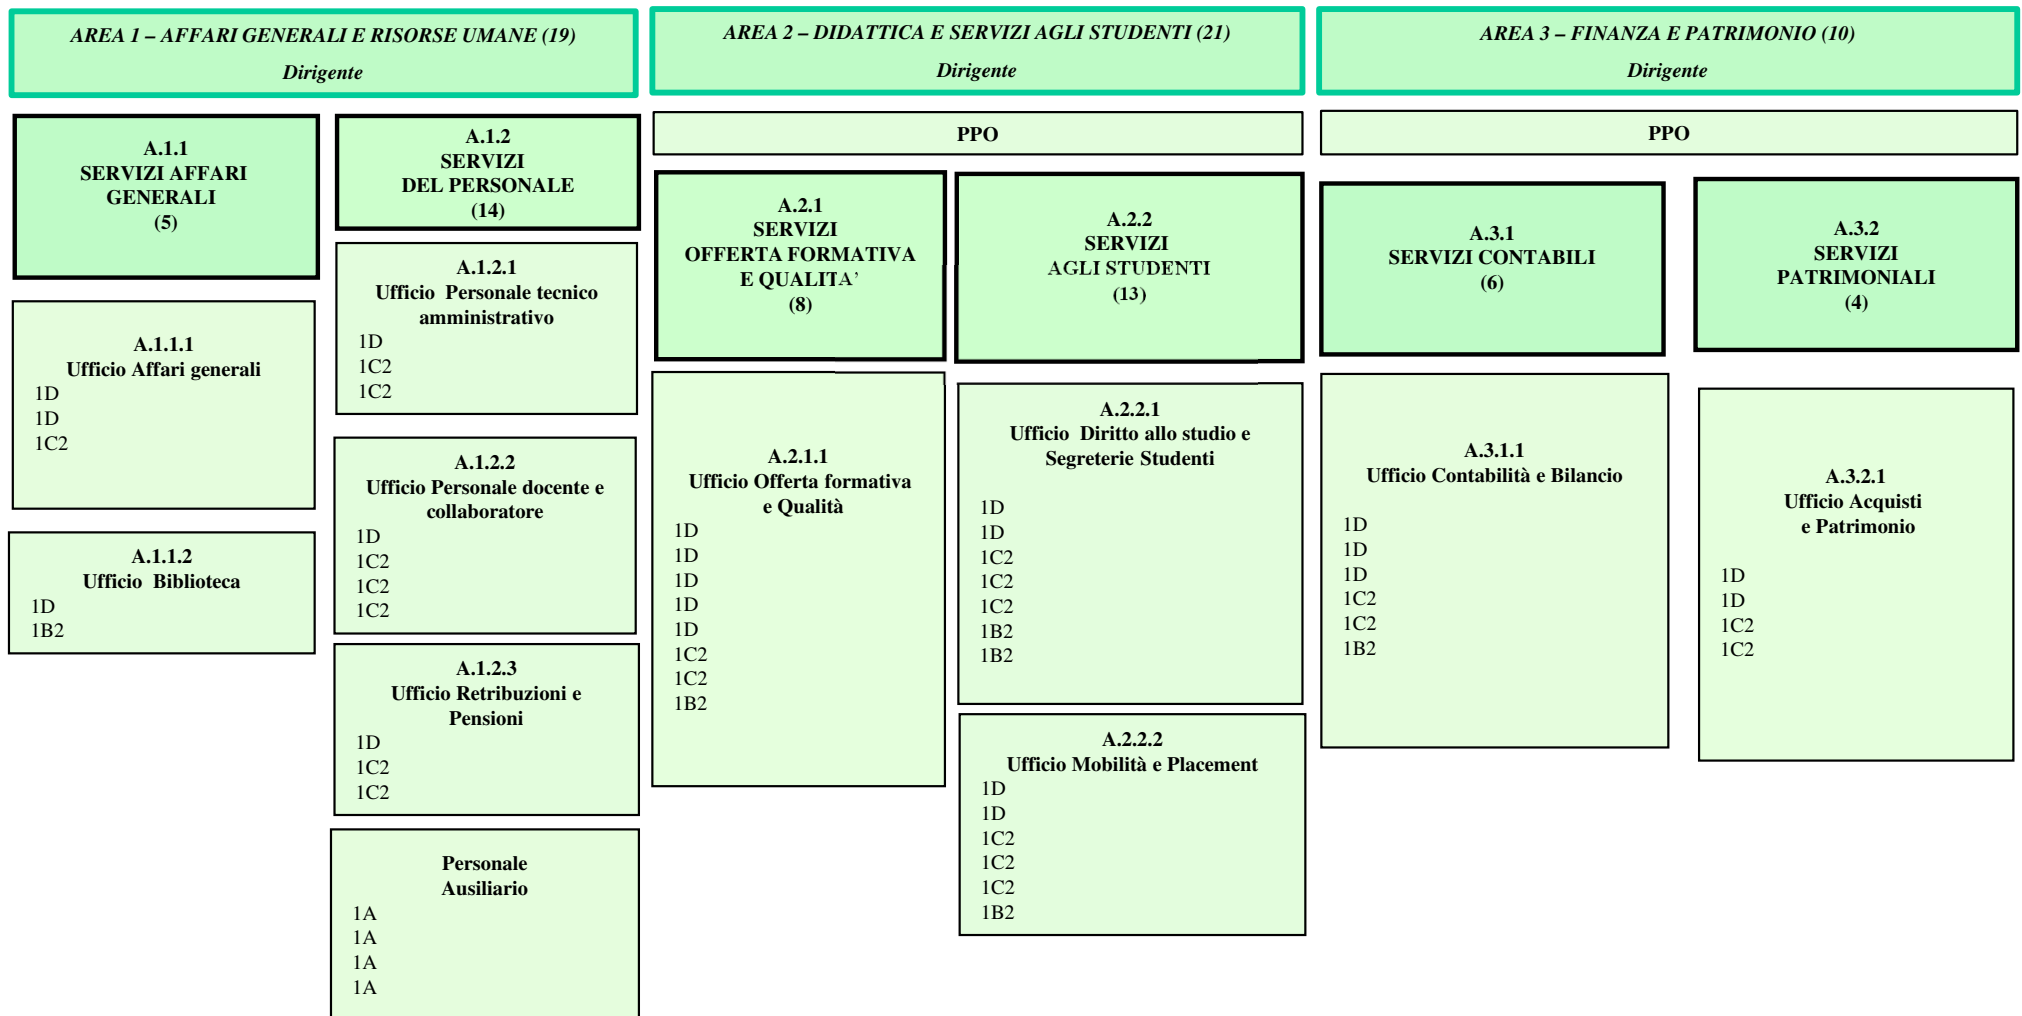 AREA 1 – AFFARI GENERALI E RISORSE UMANE (19)
Dirigente
A.1.1
SERVIZI AFFARI
GENERALI
(5)
A.1.1.1
Ufficio Affari generali
1D
1D
1C2
A.1.1.2
Ufficio Biblioteca
1D
1B2
A.1.2
SERVIZI
DEL PERSONALE
(14)
A.1.2.1
Ufficio Personale tecnico
amministrativo
1D
1C2
1C2
A.1.2.2
Ufficio Personale docente e
collaboratore
1D
1C2
1C2
1C2
A.1.2.3
Ufficio Retribuzioni e
Pensioni
1D
1C2
1C2
Personale
Ausiliario
1A
1A
1A
1A
AREA 2 – DIDATTICA E SERVIZI AGLI STUDENTI (21)
Dirigente
PPO
A.2.1
SERVIZI
OFFERTA FORMATIVA
E QUALITA’
(8)
A.2.1.1
Ufficio Offerta formativa
e Qualità
1D
1D
1D
1D
1D
1C2
1C2
1B2
A.2.2
SERVIZI
AGLI STUDENTI
(13)
A.2.2.1
Ufficio Diritto allo studio e
Segreterie Studenti
1D
1D
1C2
1C2
1C2
1B2
1B2
A.2.2.2
Ufficio Mobilità e Placement
1D
1D
1C2
1C2
1C2
1B2
AREA 3 – FINANZA E PATRIMONIO (10)
Dirigente
PPO
A.3.1
SERVIZI CONTABILI
(6)
A.3.1.1
Ufficio Contabilità e Bilancio
1D
1D
1D
1C2
1C2
1B2
A.3.2
SERVIZI
PATRIMONIALI
(4)
A.3.2.1
Ufficio Acquisti
e Patrimonio
1D
1D
1C2
1C2